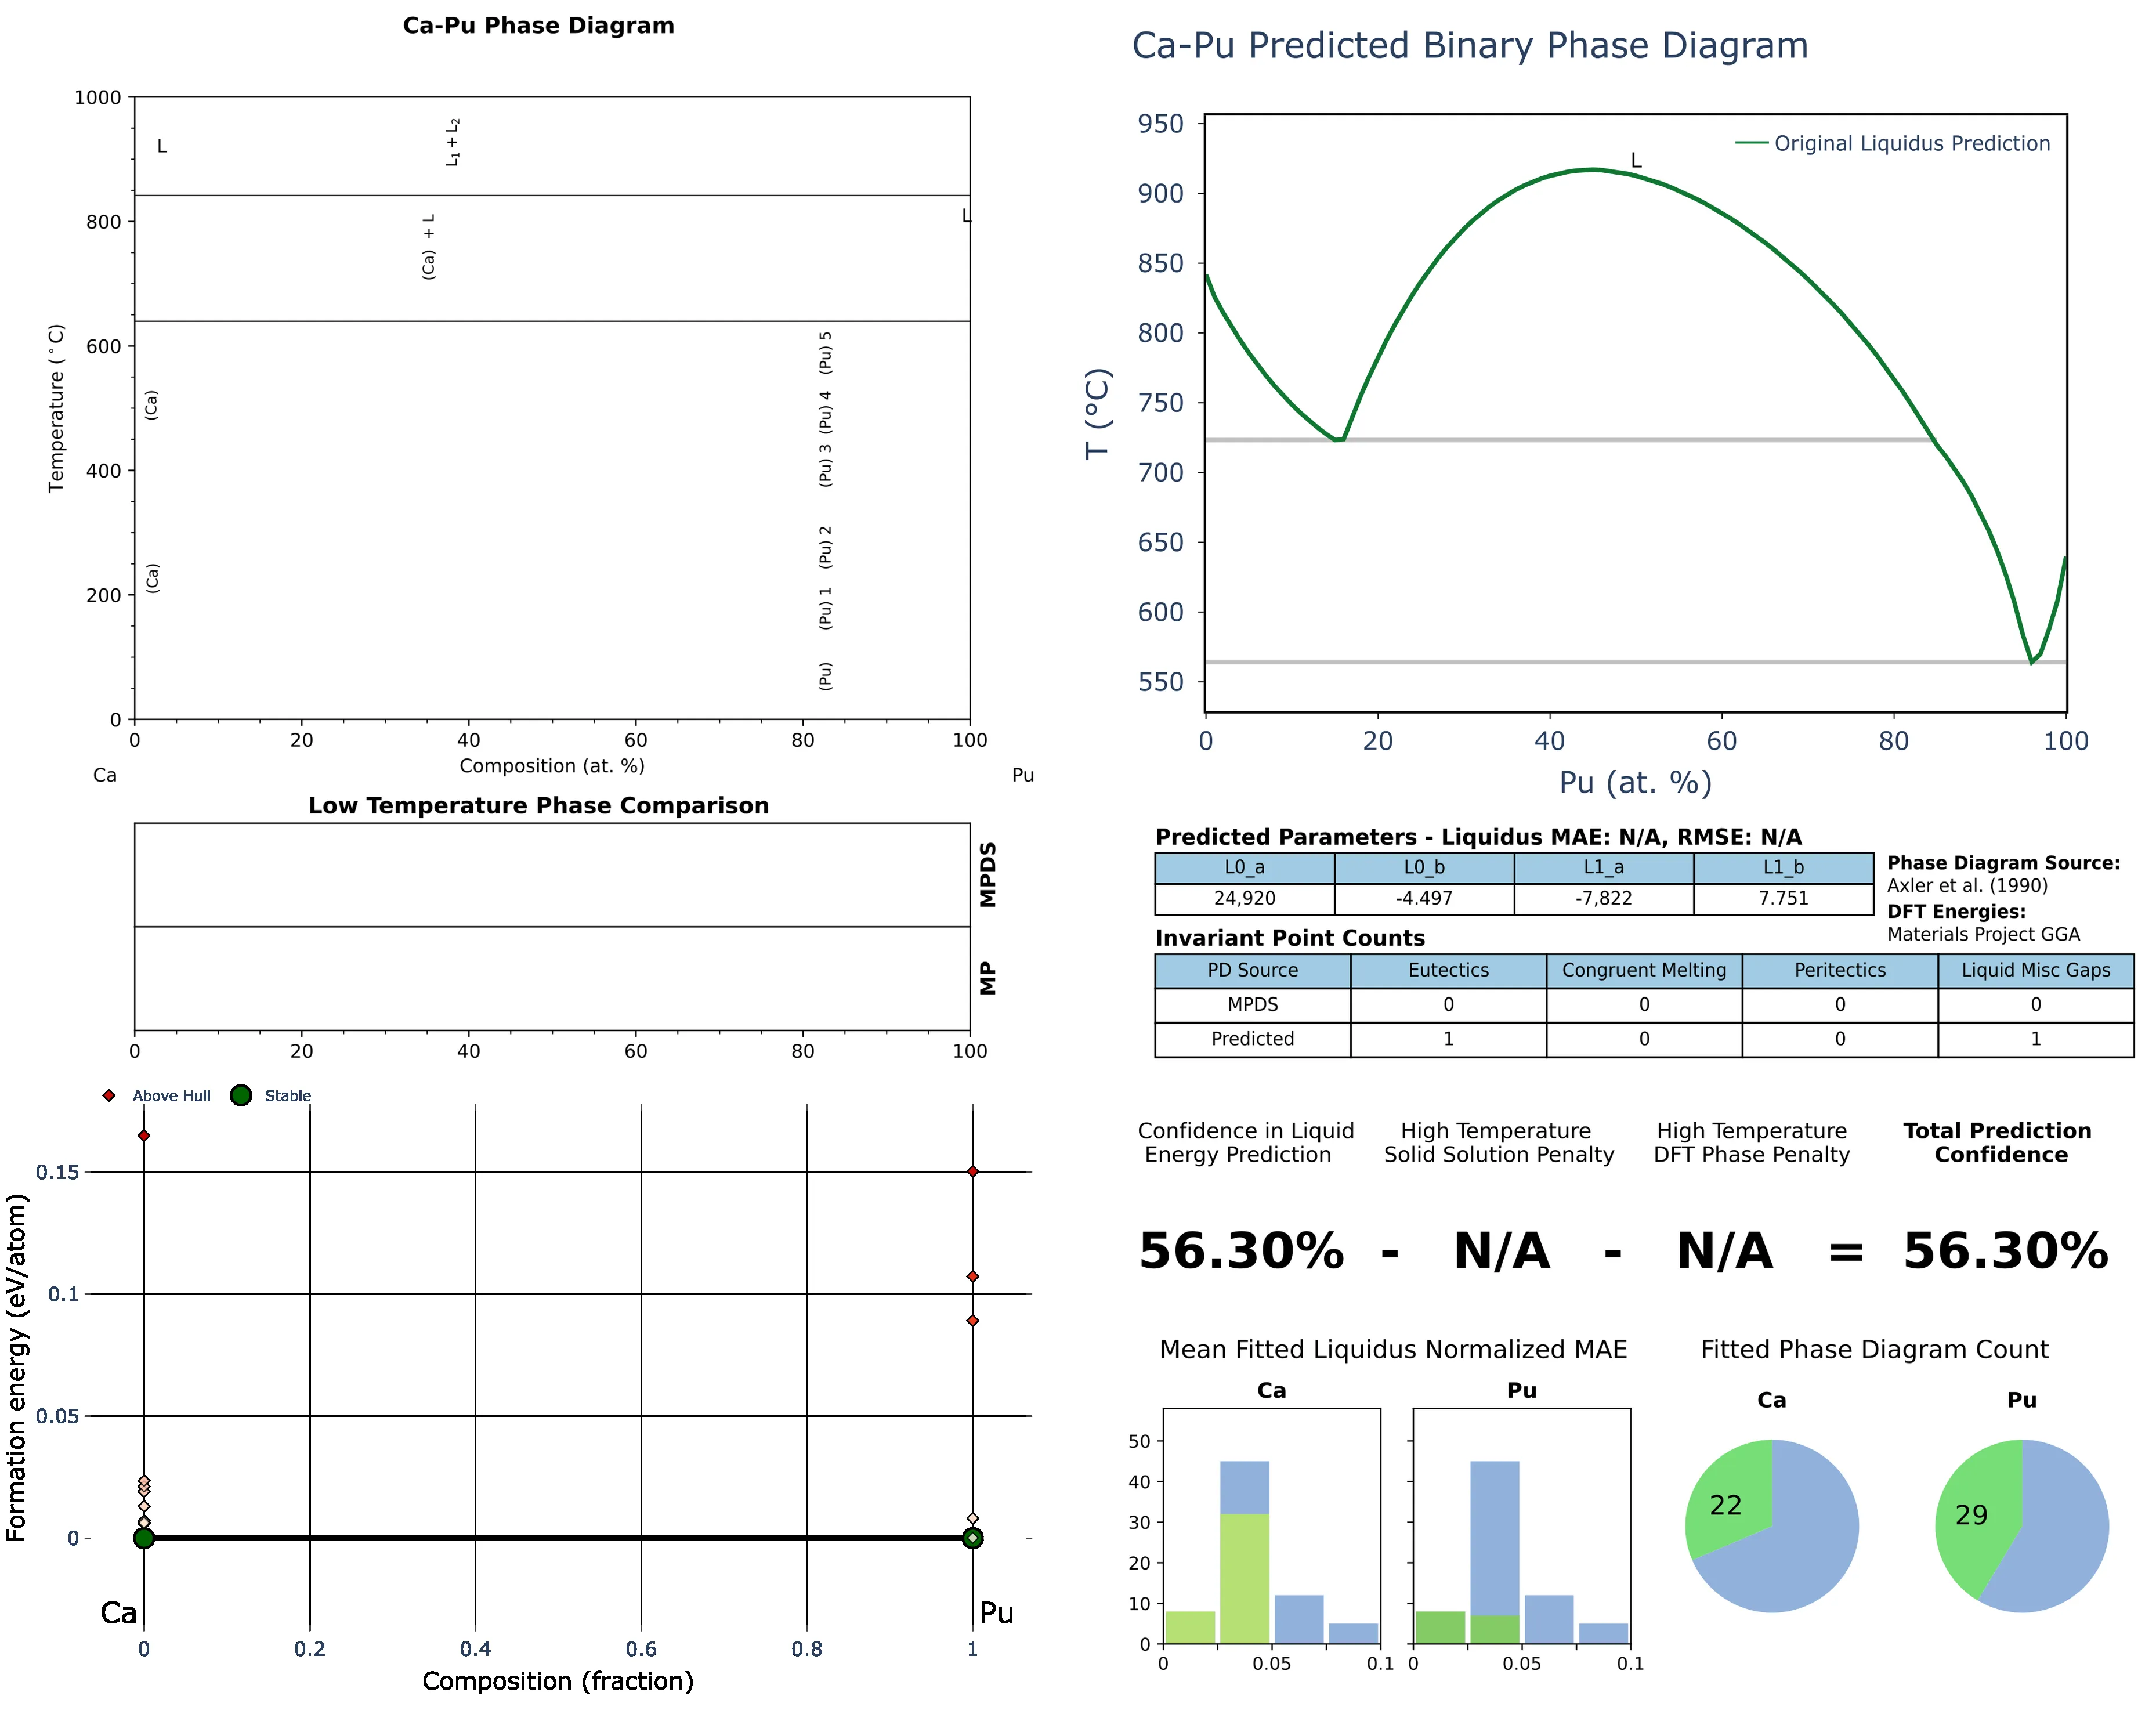 Ca-Pu Phase Diagram
1000
800
600
400
200
0
Temperature (°C)
L
L₁ + L₂
(Ca) + L
L
(Ca)
(Ca)
(Pu) 5
(Pu) 4
(Pu) 3
(Pu) 2
(Pu) 1
(Pu)
0 20 40 60 80 100
Composition (at. %)
Ca Pu
Low Temperature Phase Comparison
MPDS
MP
0 20 40 60 80 100
Above Hull Stable
0.15
0.1
0.05
0
Formation energy (eV/atom)
Ca Pu
0 0.2 0.4 0.6 0.8 1
Composition (fraction)
Ca-Pu Predicted Binary Phase Diagram
950
900
850
800
750
700
650
600
550
T (°C)
Original Liquidus Prediction
L
0 20 40 60 80 100
Pu (at. %)
Predicted Parameters - Liquidus MAE: N/A, RMSE: N/A
L0_a L0_b L1_a L1_b
24,920 -4.497 -7,822 7.751
Phase Diagram Source:
Axler et al. (1990)
DFT Energies:
Materials Project GGA
Invariant Point Counts
PD Source Eutectics Congruent Melting Peritectics Liquid Misc Gaps
MPDS 0 0 0 0
Predicted 1 0 0 1
Confidence in Liquid
Energy Prediction
High Temperature
Solid Solution Penalty
High Temperature
DFT Phase Penalty
Total Prediction
Confidence
56.30% - N/A - N/A = 56.30%
Mean Fitted Liquidus Normalized MAE
Ca
Pu
50
40
30
20
10
0
0 0.05 0.1
0 0.05 0.1
Fitted Phase Diagram Count
Ca
22
Pu
29